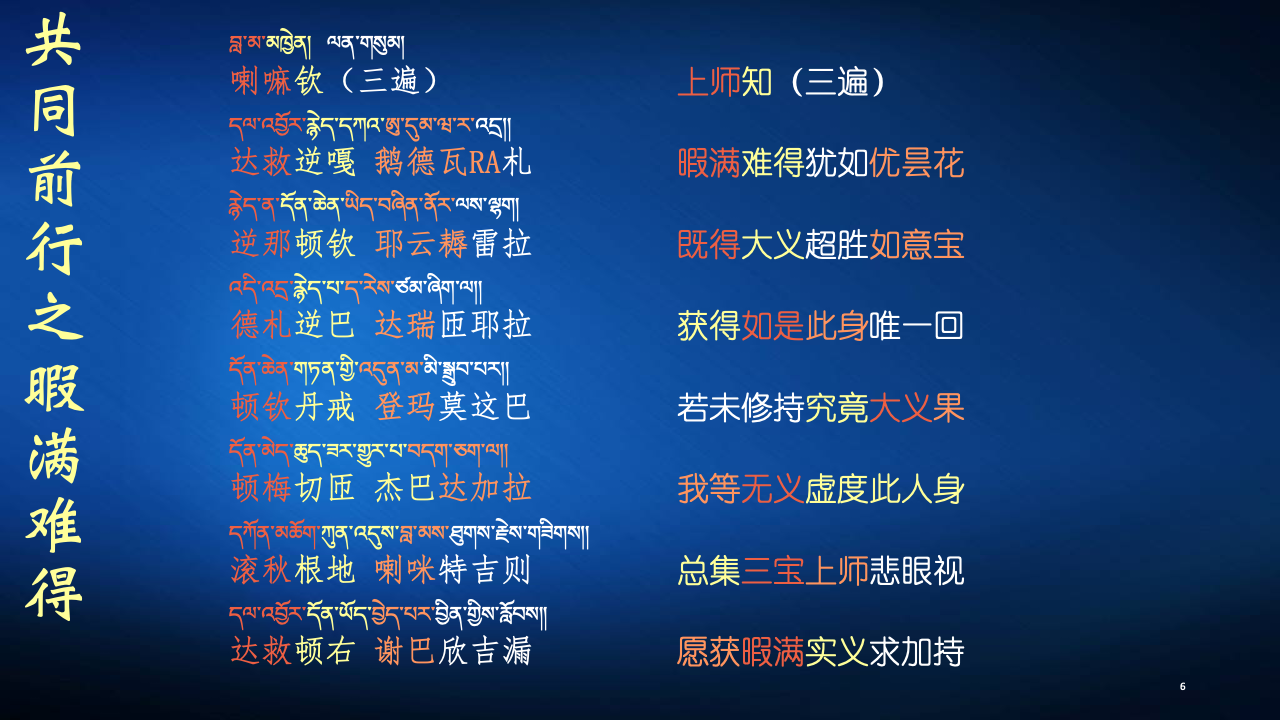 共同前行之暇满难得
བླ་མ་མཁྱེན། ལན་གསུམ།
喇嘛钦（三遍）
上师知（三遍）
དལ་འབྱོར་རྙེད་དཀའ་ཨུ་དུམ་ཝ་ར་འདྲ།།
达救逆嘎 鹅德瓦RA札
暇满难得犹如优昙花
རྙེད་ན་དོན་ཆེན་ཡིད་བཞིན་ནོར་ལས་ལྷག།
逆那顿钦 耶云耨雷拉
既得大义超胜如意宝
འདི་འདྲ་རྙེད་པ་ད་རེས་ཙམ་ཞིག་ལ།།
德札逆巴 达瑞匝耶拉
获得如是此身唯一回
དོན་ཆེན་གཏན་གྱི་འདུན་མ་མི་སྒྲུབ་པར།།
顿钦丹戒 登玛莫这巴
若未修持究竟大义果
དོན་མེད་ཆུད་ཟར་གྱུར་པ་བདག་ཅག་ལ།།
顿梅切匝 杰巴达加拉
我等无义虚度此人身
དཀོན་མཆོག་ཀུན་འདུས་བླ་མས་ཐུགས་རྗེས་གཟིགས།།
滚秋根地 喇咪特吉则
总集三宝上师悲眼视
དལ་འབྱོར་དོན་ཡོད་བྱེད་པར་བྱིན་གྱིས་རློབས།།
达救顿右 谢巴欣吉漏
愿获暇满实义求加持
6